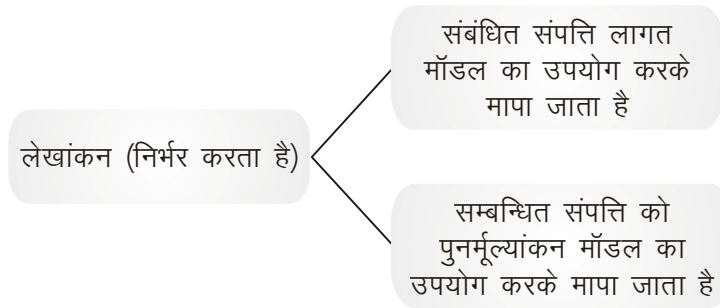 संबंधित संपत्ति लागत
मॉडल का उपयोग करके
मापा जाता है
लेखांकन (निर्भर करता है)
सम्बन्धित संपत्ति को
पुनर्मूल्यांकन मॉडल का
उपयोग करके मापा जाता है